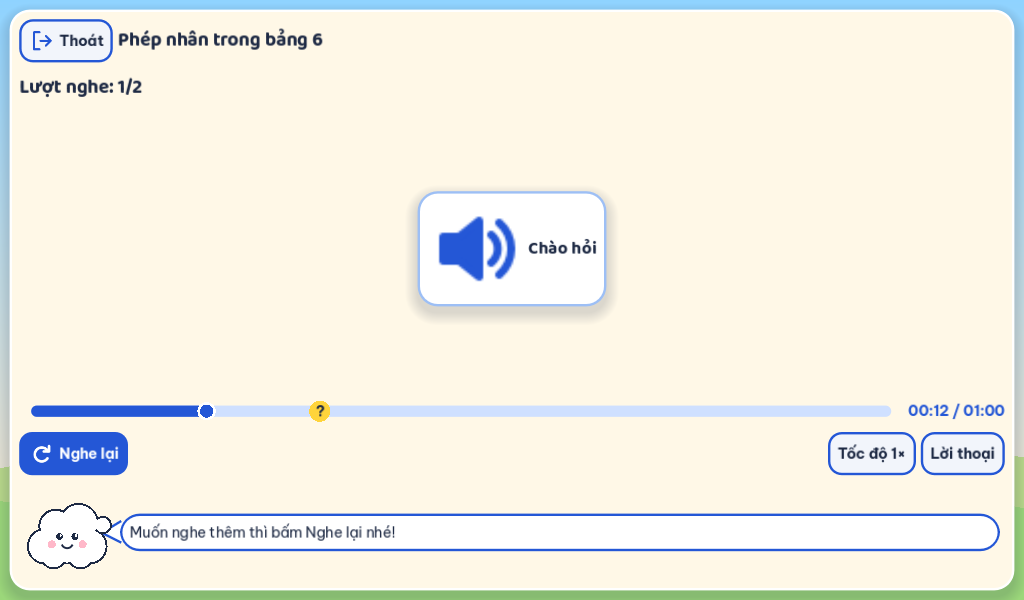 Thoát
Phép nhân trong bảng 6
Lượt nghe: 1/2
Chào hỏi
?
00:12 / 01:00
Nghe lại
Tốc độ 1×
Lời thoại
Muốn nghe thêm thì bấm Nghe lại nhé!